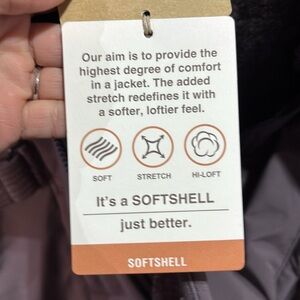 Our aim is to provide the
highest degree of comfort
in a jacket. The added
stretch redefines it with
a softer, loftier feel.
SOFT STRETCH HI-LOFT
It's a SOFTSHELL
just better.
SOFTSHELL